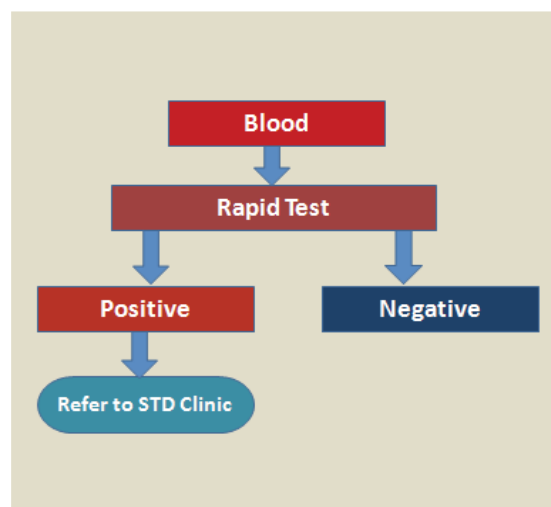 Blood
Rapid Test
Positive
Negative
Refer to STD Clinic